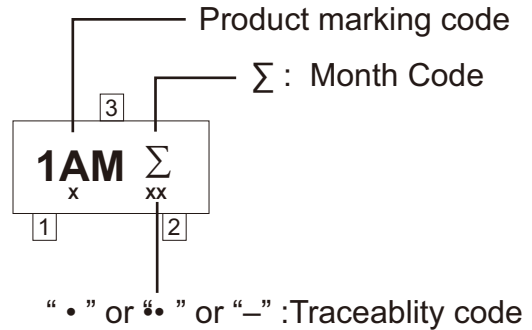 Product marking code
∑ : Month Code
3
1AM ∑
x xx
1 2
“ • ” or “•• ” or “–” :Traceablity code